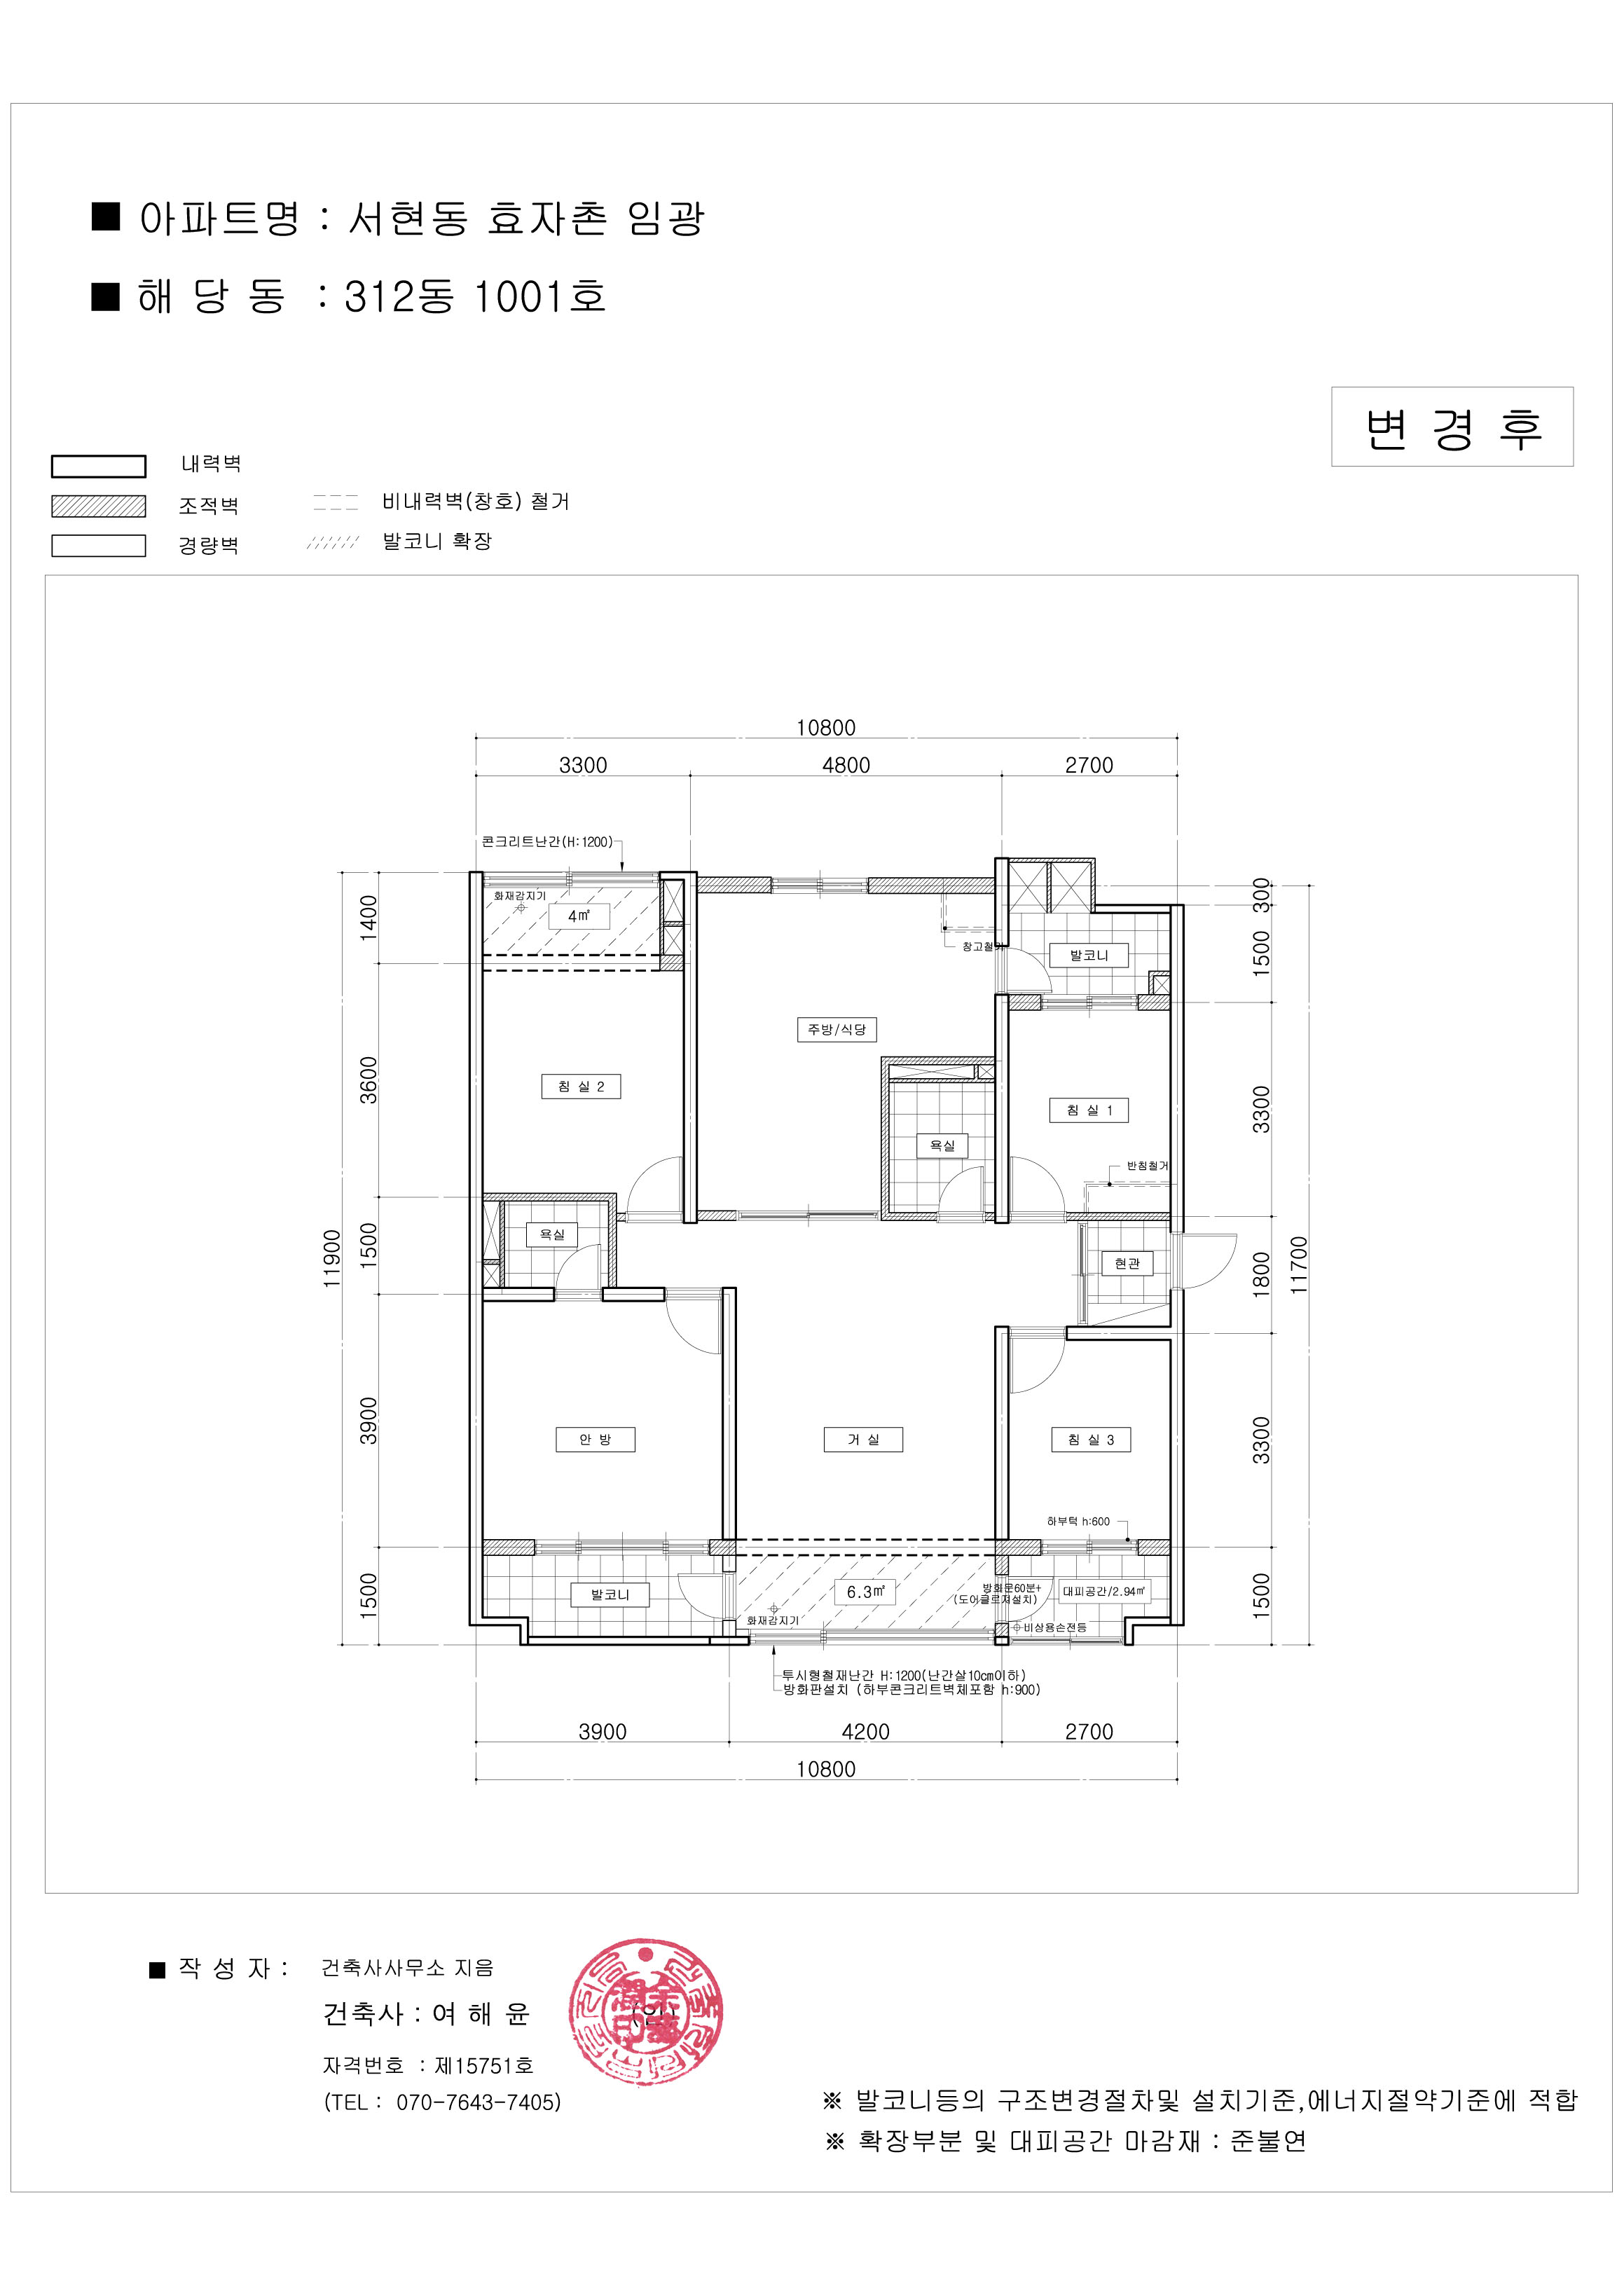 ■ 아파트명 : 서현동 효자촌 임광
■ 해 당 동 : 312동 1001호
변 경 후
내력벽
조적벽
비내력벽(창호) 철거
경량벽
발코니 확장
10800
3300 4800 2700
콘크리트난간(H:1200)
화재감지기
4㎡
1400
300
창고철거
발코니
1500
주방/식당
침 실 2
3600
침 실 1
3300
욕실
반침철거
욕실
1500
11900
현관
1800
11700
안 방
거 실
침 실 3
3900
3300
하부턱 h:600
발코니
6.3㎡
방화문60분+
(도어클로져설치)
대피공간/2.94㎡
1500
1500
화재감지기
비상용손전등
투시형철재난간 H:1200(난간살10cm이하)
방화판설치 (하부콘크리트벽체포함 h:900)
3900 4200 2700
10800
■ 작 성 자 : 건축사사무소 지음
건축사 : 여 해 윤 (인)
자격번호 : 제15751호
(TEL : 070-7643-7405)
※ 발코니등의 구조변경절차및 설치기준,에너지절약기준에 적합
※ 확장부분 및 대피공간 마감재 : 준불연